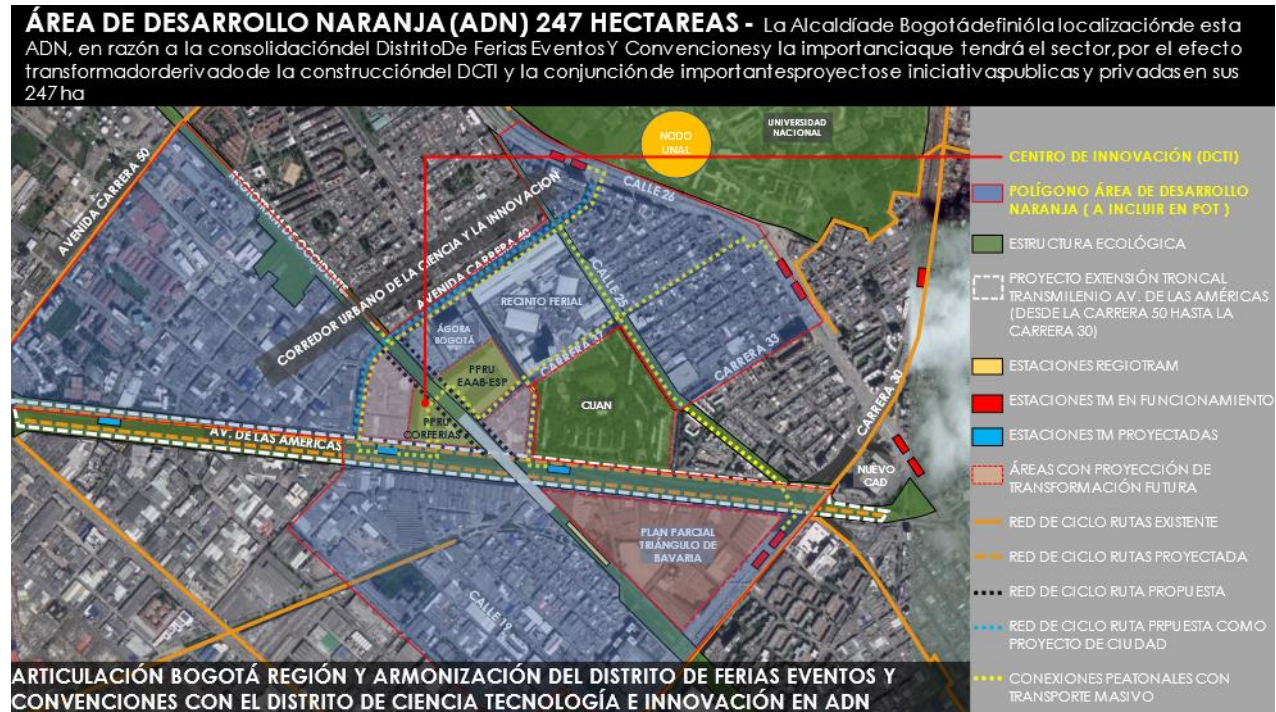 ÁREA DE DESARROLLO NARANJA (ADN) 247 HECTAREAS - La Alcaldíade Bogotádefinióla localizaciónde esta
ADN, en razón a la consolidacióndel DistritoDe Ferias Eventos Y Convencionesy la importanciaque tendrá el sector, por el efecto
transformadorderivado de la construccióndel DCTI y la conjunción de importantesproyectose iniciativaspublicas y privadas en sus
247 ha
AVENIDA CARRERA 50
REGIOTRAM DE OCCIDENTE
CORREDOR URBANO DE LA CIENCIA Y LA INNOVACION
AVENIDA CARRERA 40
NODO
UNAL
UNIVERSIDAD
NACIONAL
CALLE 26
CALLE 25
RECINTO FERIAL
ÁGORA
BOGOTÁ
CARRERA 37
CARRERA 33
PPRU
EAAB-ESP
CUAN
PPRU
CORFERIAS
CARRERA 30
AV. DE LAS AMÉRICAS
NUEVO
CAD
PLAN PARCIAL
TRIÁNGULO DE
BAVARIA
CALLE 19
CENTRO DE INNOVACIÓN (DCTI)
POLÍGONO ÁREA DE DESARROLLO
NARANJA ( A INCLUIR EN POT )
ESTRUCTURA ECOLÓGICA
PROYECTO EXTENSIÓN TRONCAL
TRANSMILENIO AV. DE LAS AMÉRICAS
(DESDE LA CARRERA 50 HASTA LA
CARRERA 30)
ESTACIONES REGIOTRAM
ESTACIONES TM EN FUNCIONAMIENTO
ESTACIONES TM PROYECTADAS
ÁREAS CON PROYECCIÓN DE
TRANSFORMACIÓN FUTURA
RED DE CICLO RUTAS EXISTENTE
RED DE CICLO RUTAS PROYECTADA
RED DE CICLO RUTA PROPUESTA
RED DE CICLO RUTA PRPUESTA COMO
PROYECTO DE CIUDAD
CONEXIONES PEATONALES CON
TRANSPORTE MASIVO
ARTICULACIÓN BOGOTÁ REGIÓN Y ARMONIZACIÓN DEL DISTRITO DE FERIAS EVENTOS Y
CONVENCIONES CON EL DISTRITO DE CIENCIA TECNOLOGÍA E INNOVACIÓN EN ADN